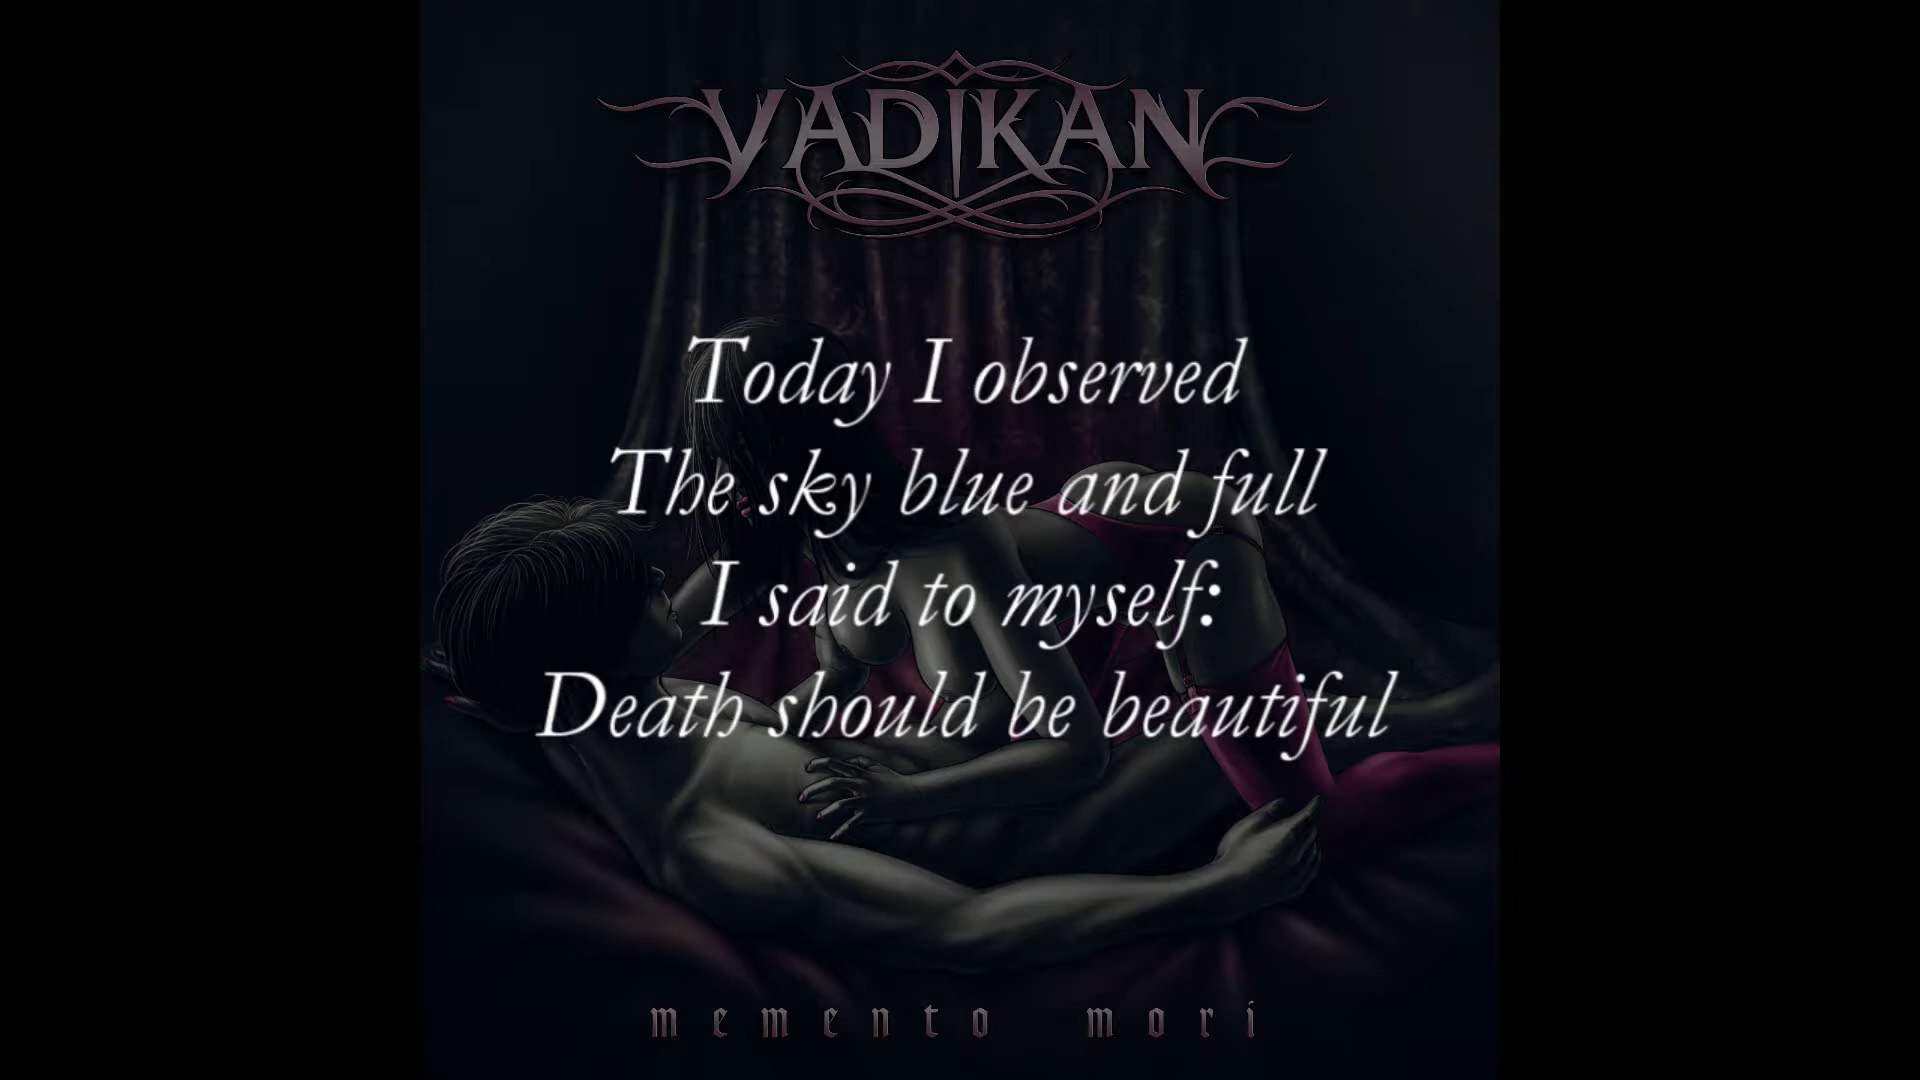 VADIKAN
Today I observed
The sky blue and full
I said to myself:
Death should be beautiful
memento mori